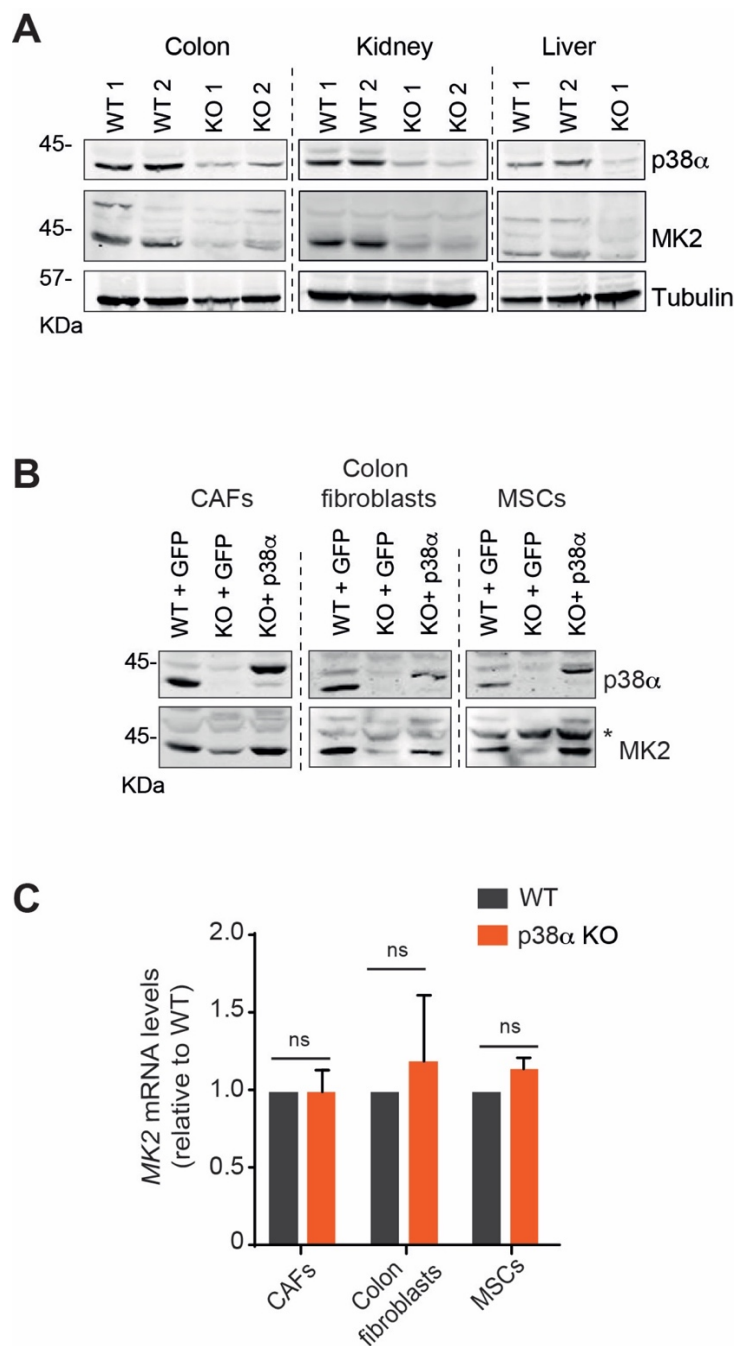 A
Colon Kidney Liver
WT 1 WT 2 KO 1 KO 2 WT 1 WT 2 KO 1 KO 2 WT 1 WT 2 KO 1
45- p38α
45- MK2
57- Tubulin
KDa
B
CAFs Colon fibroblasts MSCs
WT + GFP KO + GFP KO+ p38α WT + GFP KO + GFP KO+ p38α WT + GFP KO + GFP KO+ p38α
45- p38α
45- *
MK2
KDa
C
WT
p38α KO
MK2 mRNA levels
(relative to WT)
2.0
1.5
1.0
0.5
0
ns ns ns
CAFs
Colon
fibroblasts
MSCs